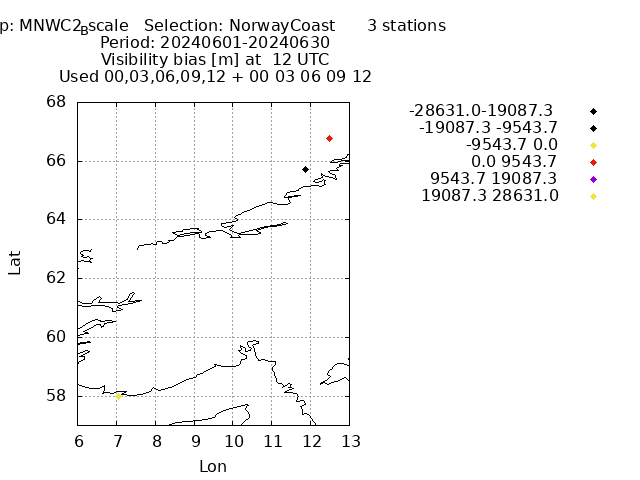 p: MNWC2Bscale Selection: NorwayCoast 3 stations
Period: 20240601-20240630
Visibility bias [m] at 12 UTC
Used 00,03,06,09,12 + 00 03 06 09 12
-28631.0-19087.3
-19087.3 -9543.7
-9543.7 0.0
0.0 9543.7
9543.7 19087.3
19087.3 28631.0
68
66
64
62
60
58
Lat
6 7 8 9 10 11 12 13
Lon